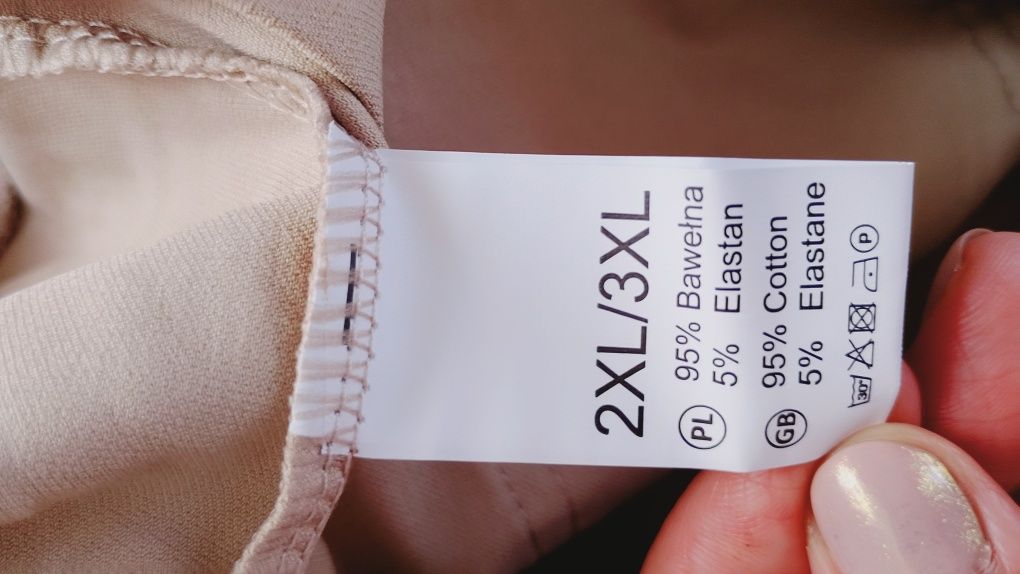 2XL/3XL
PL 95% Bawełna
5% Elastan
GB 95% Cotton
5% Elastane
30° P